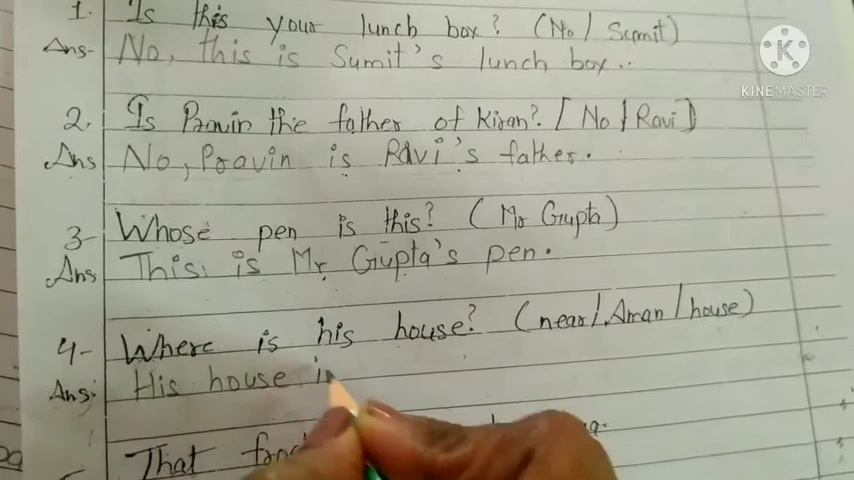 K
KINEMASTER
1. Is this your lunch box? (No / Sumit)
Ans- No, this is Sumit's lunch box..
2. Is Pravin the father of Kiran? [No / Ravi]
Ans No, Pravin is Ravi's father.
3- Whose pen is this? (Mr Gupta)
Ans This is Mr Gupta's pen.
4- Where is his house? (near / Aman / house)
Ans. His house i
That